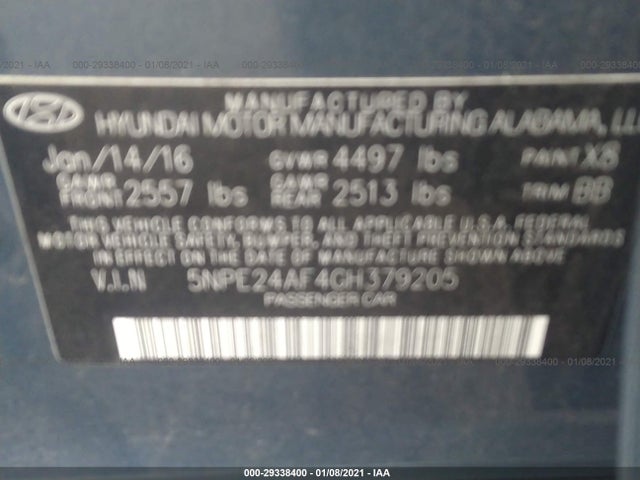 000-29338400 - 01/08/2021 - IAA
MANUFACTURED BY
HYUNDAI MOTOR MANUFACTURING ALABAMA, LL
Jan/14/16 GVWR 4497 lbs PAINT X8
GAWR FRONT 2557 lbs GAWR REAR 2513 lbs TRIM BB
THIS VEHICLE CONFORMS TO ALL APPLICABLE U.S.A. FEDERAL
MOTOR VEHICLE SAFETY, BUMPER, AND THEFT PREVENTION STANDARDS
IN EFFECT ON THE DATE OF MANUFACTURE SHOWN ABOVE.
V.I.N 5NPE24AF4GH379205
PASSENGER CAR
000-29338400 - 01/08/2021 - IAA
000-29338400 - 01/08/2021 - IAA